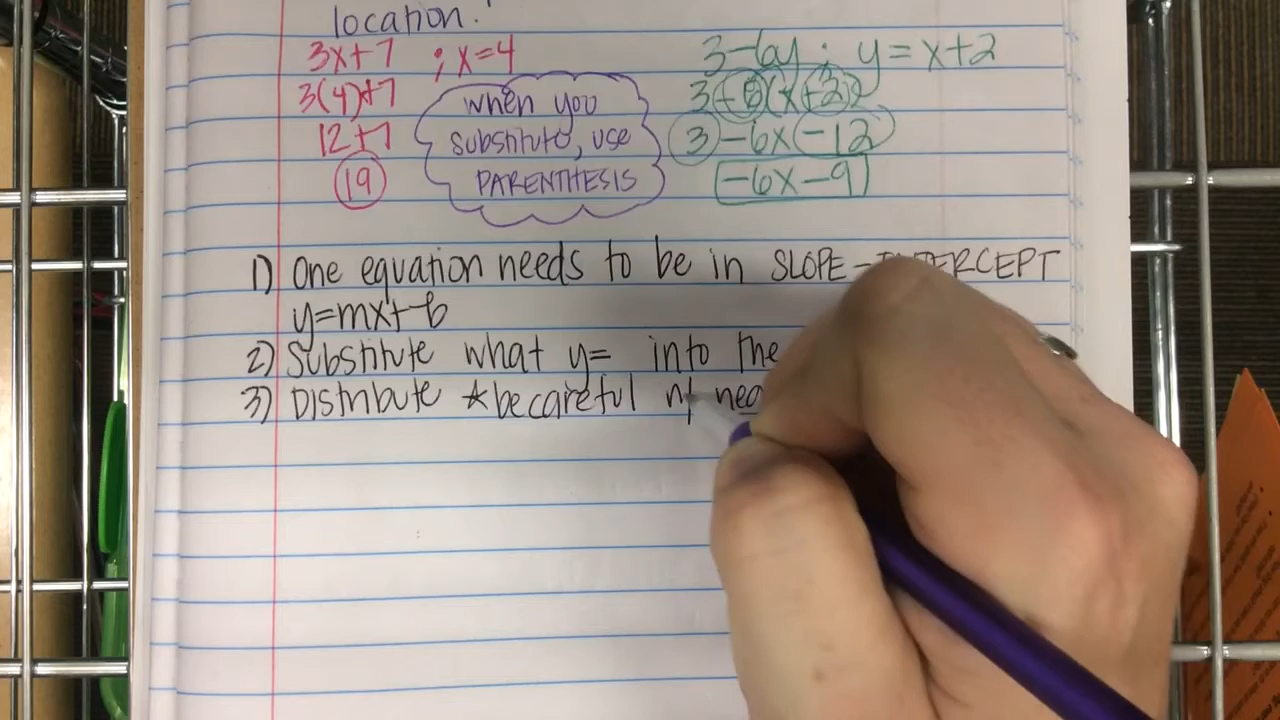 location."
3x+7 ; x=4
3(4)+7
12+7
19
when you
substitute, use
PARENTHESIS
3-6y ; y=x+2
3-6(x+2)
3-6x-12
-6x-9
1) One equation needs to be in SLOPE-INTERCEPT
y=mx+b
2) Substitute what y= into the
3) Distribute ★be careful w/